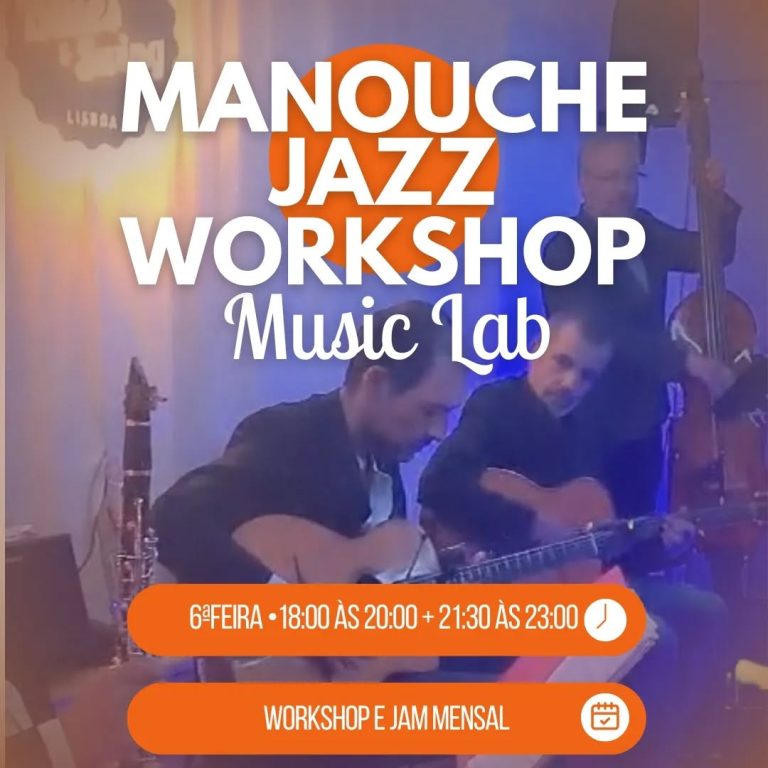 LISBOA
MANOUCHE
JAZZ
WORKSHOP
Music Lab
6ªFEIRA • 18:00 ÀS 20:00 + 21:30 ÀS 23:00
WORKSHOP E JAM MENSAL